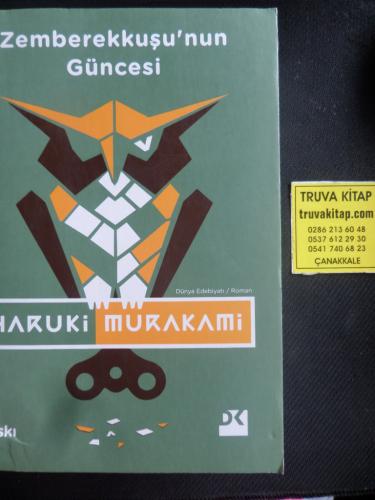 Zemberekkuşu'nun
Güncesi
Dünya Edebiyatı / Roman
HARUKi MURAKAMi
DK
TRUVA KİTAP
truvakitap.com
0286 213 60 48
0537 612 29 30
0541 740 68 23
ÇANAKKALE